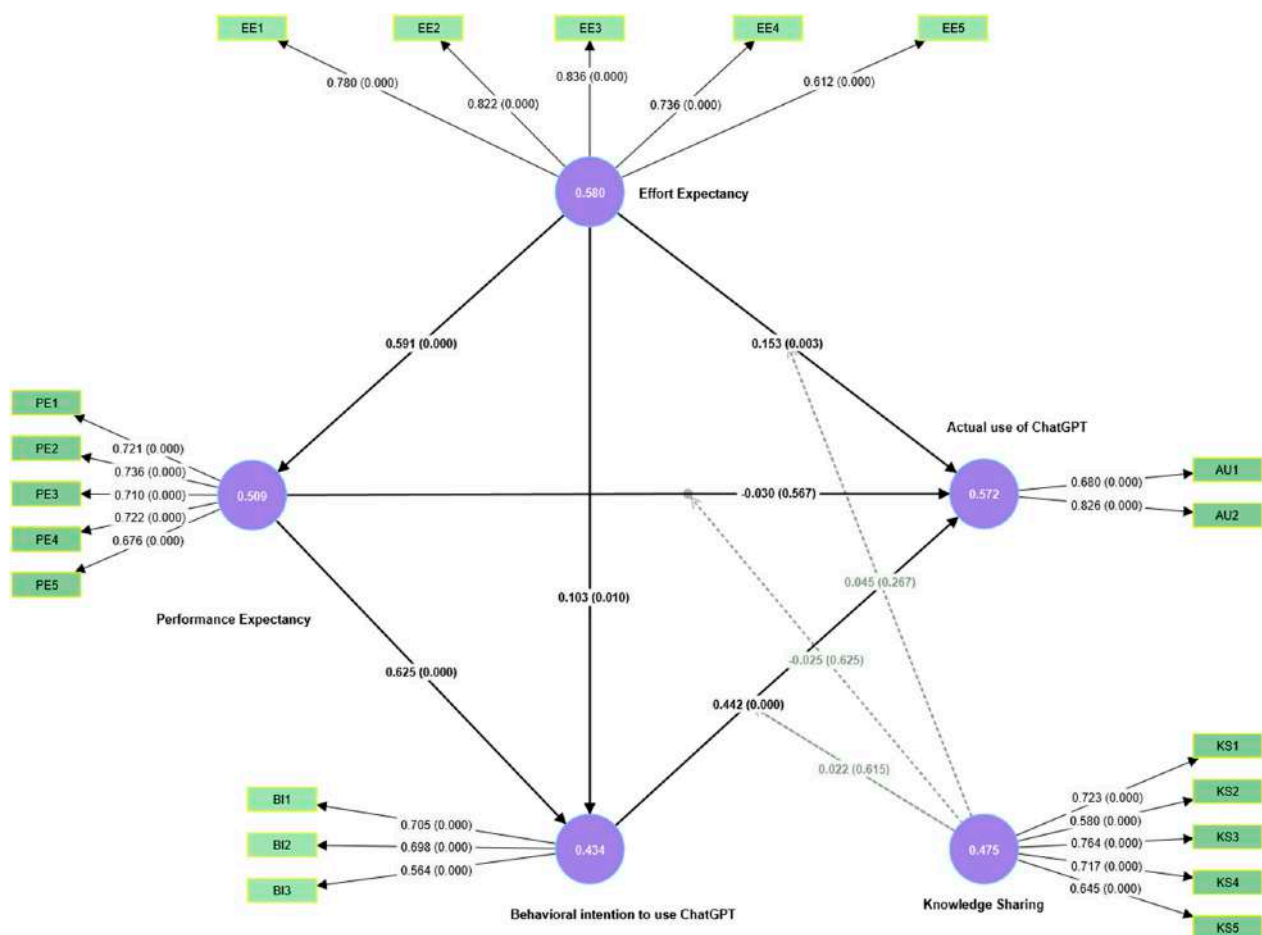 EE1
EE2
EE3
EE4
EE5
0.780 (0.000)
0.822 (0.000)
0.836 (0.000)
0.736 (0.000)
0.612 (0.000)
0.580
Effort Expectancy
0.591 (0.000)
0.153 (0.003)
PE1
PE2
PE3
PE4
PE5
0.721 (0.000)
0.736 (0.000)
0.710 (0.000)
0.722 (0.000)
0.676 (0.000)
0.509
Performance Expectancy
-0.030 (0.567)
Actual use of ChatGPT
0.572
0.680 (0.000)
0.826 (0.000)
AU1
AU2
0.103 (0.010)
0.045 (0.267)
-0.025 (0.625)
0.625 (0.000)
0.442 (0.000)
0.022 (0.615)
BI1
BI2
BI3
0.705 (0.000)
0.698 (0.000)
0.564 (0.000)
0.434
Behavioral intention to use ChatGPT
0.475
Knowledge Sharing
0.723 (0.000)
0.580 (0.000)
0.764 (0.000)
0.717 (0.000)
0.645 (0.000)
KS1
KS2
KS3
KS4
KS5